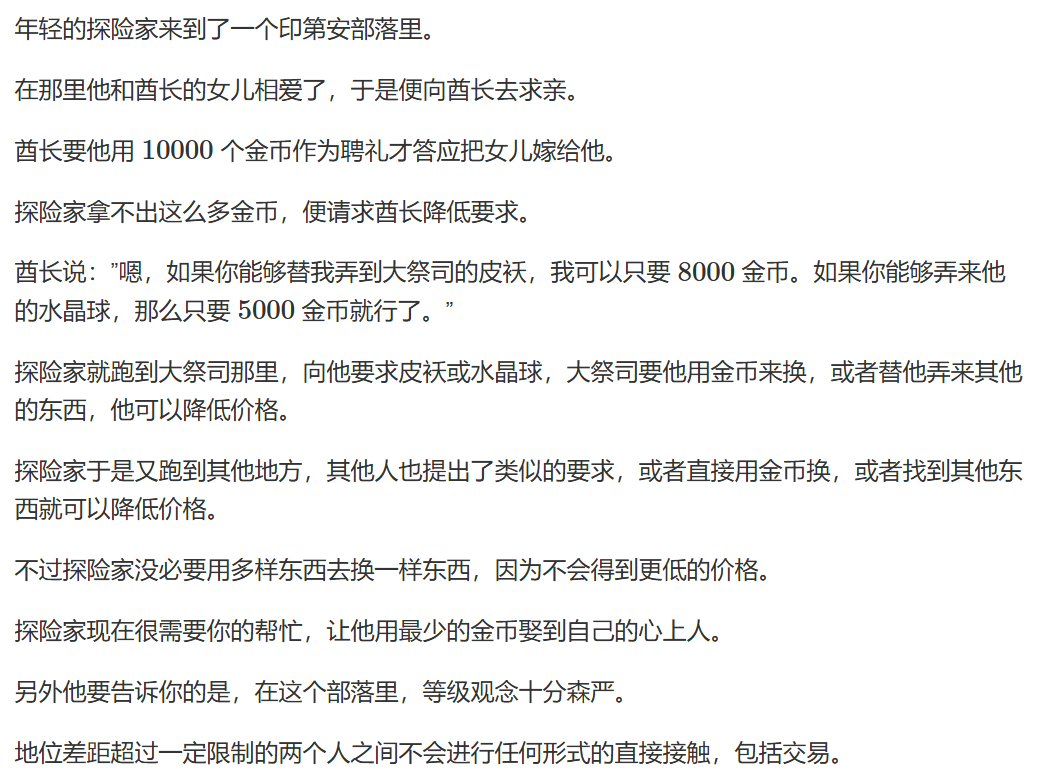 年轻的探险家来到了一个印第安部落里。
在那里他和酋长的女儿相爱了，于是便向酋长去求亲。
酋长要他用 10000 个金币作为聘礼才答应把女儿嫁给他。
探险家拿不出这么多金币，便请求酋长降低要求。
酋长说：”嗯，如果你能够替我弄到大祭司的皮袄，我可以只要 8000 金币。如果你能够弄来他
的水晶球，那么只要 5000 金币就行了。”
探险家就跑到大祭司那里，向他要求皮袄或水晶球，大祭司要他用金币来换，或者替他弄来其他
的东西，他可以降低价格。
探险家于是又跑到其他地方，其他人也提出了类似的要求，或者直接用金币换，或者找到其他东
西就可以降低价格。
不过探险家没必要用多样东西去换一样东西，因为不会得到更低的价格。
探险家现在很需要你的帮忙，让他用最少的金币娶到自己的心上人。
另外他要告诉你的是，在这个部落里，等级观念十分森严。
地位差距超过一定限制的两个人之间不会进行任何形式的直接接触，包括交易。